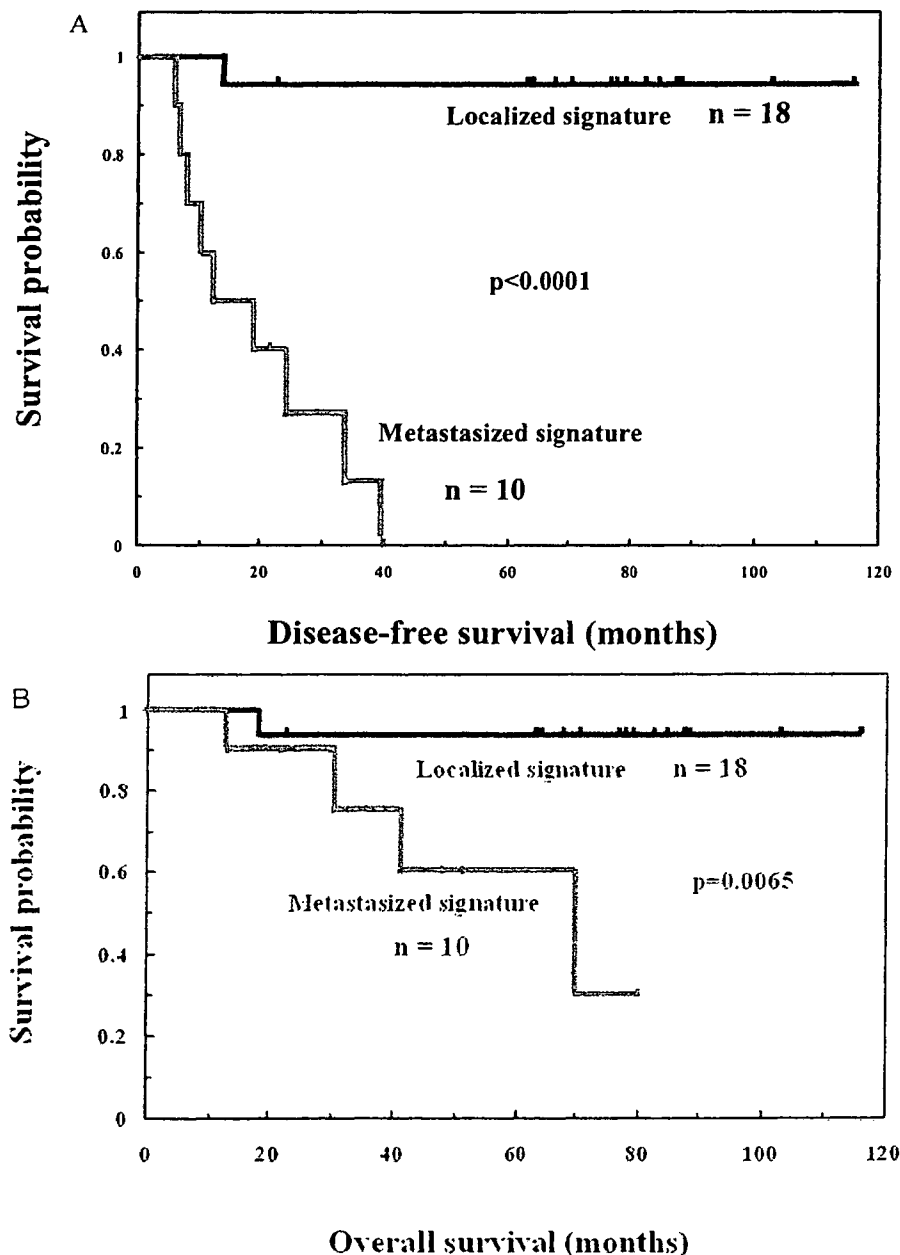 A
Survival probability
1
0.8
0.6
0.4
0.2
0
Localized signature n = 18
p<0.0001
Metastasized signature
n = 10
0 20 40 60 80 100 120
Disease-free survival (months)
B
Survival probability
1
0.8
0.6
0.4
0.2
0
Localized signature n = 18
p=0.0065
Metastasized signature
n = 10
0 20 40 60 80 100 120
Overall survival (months)